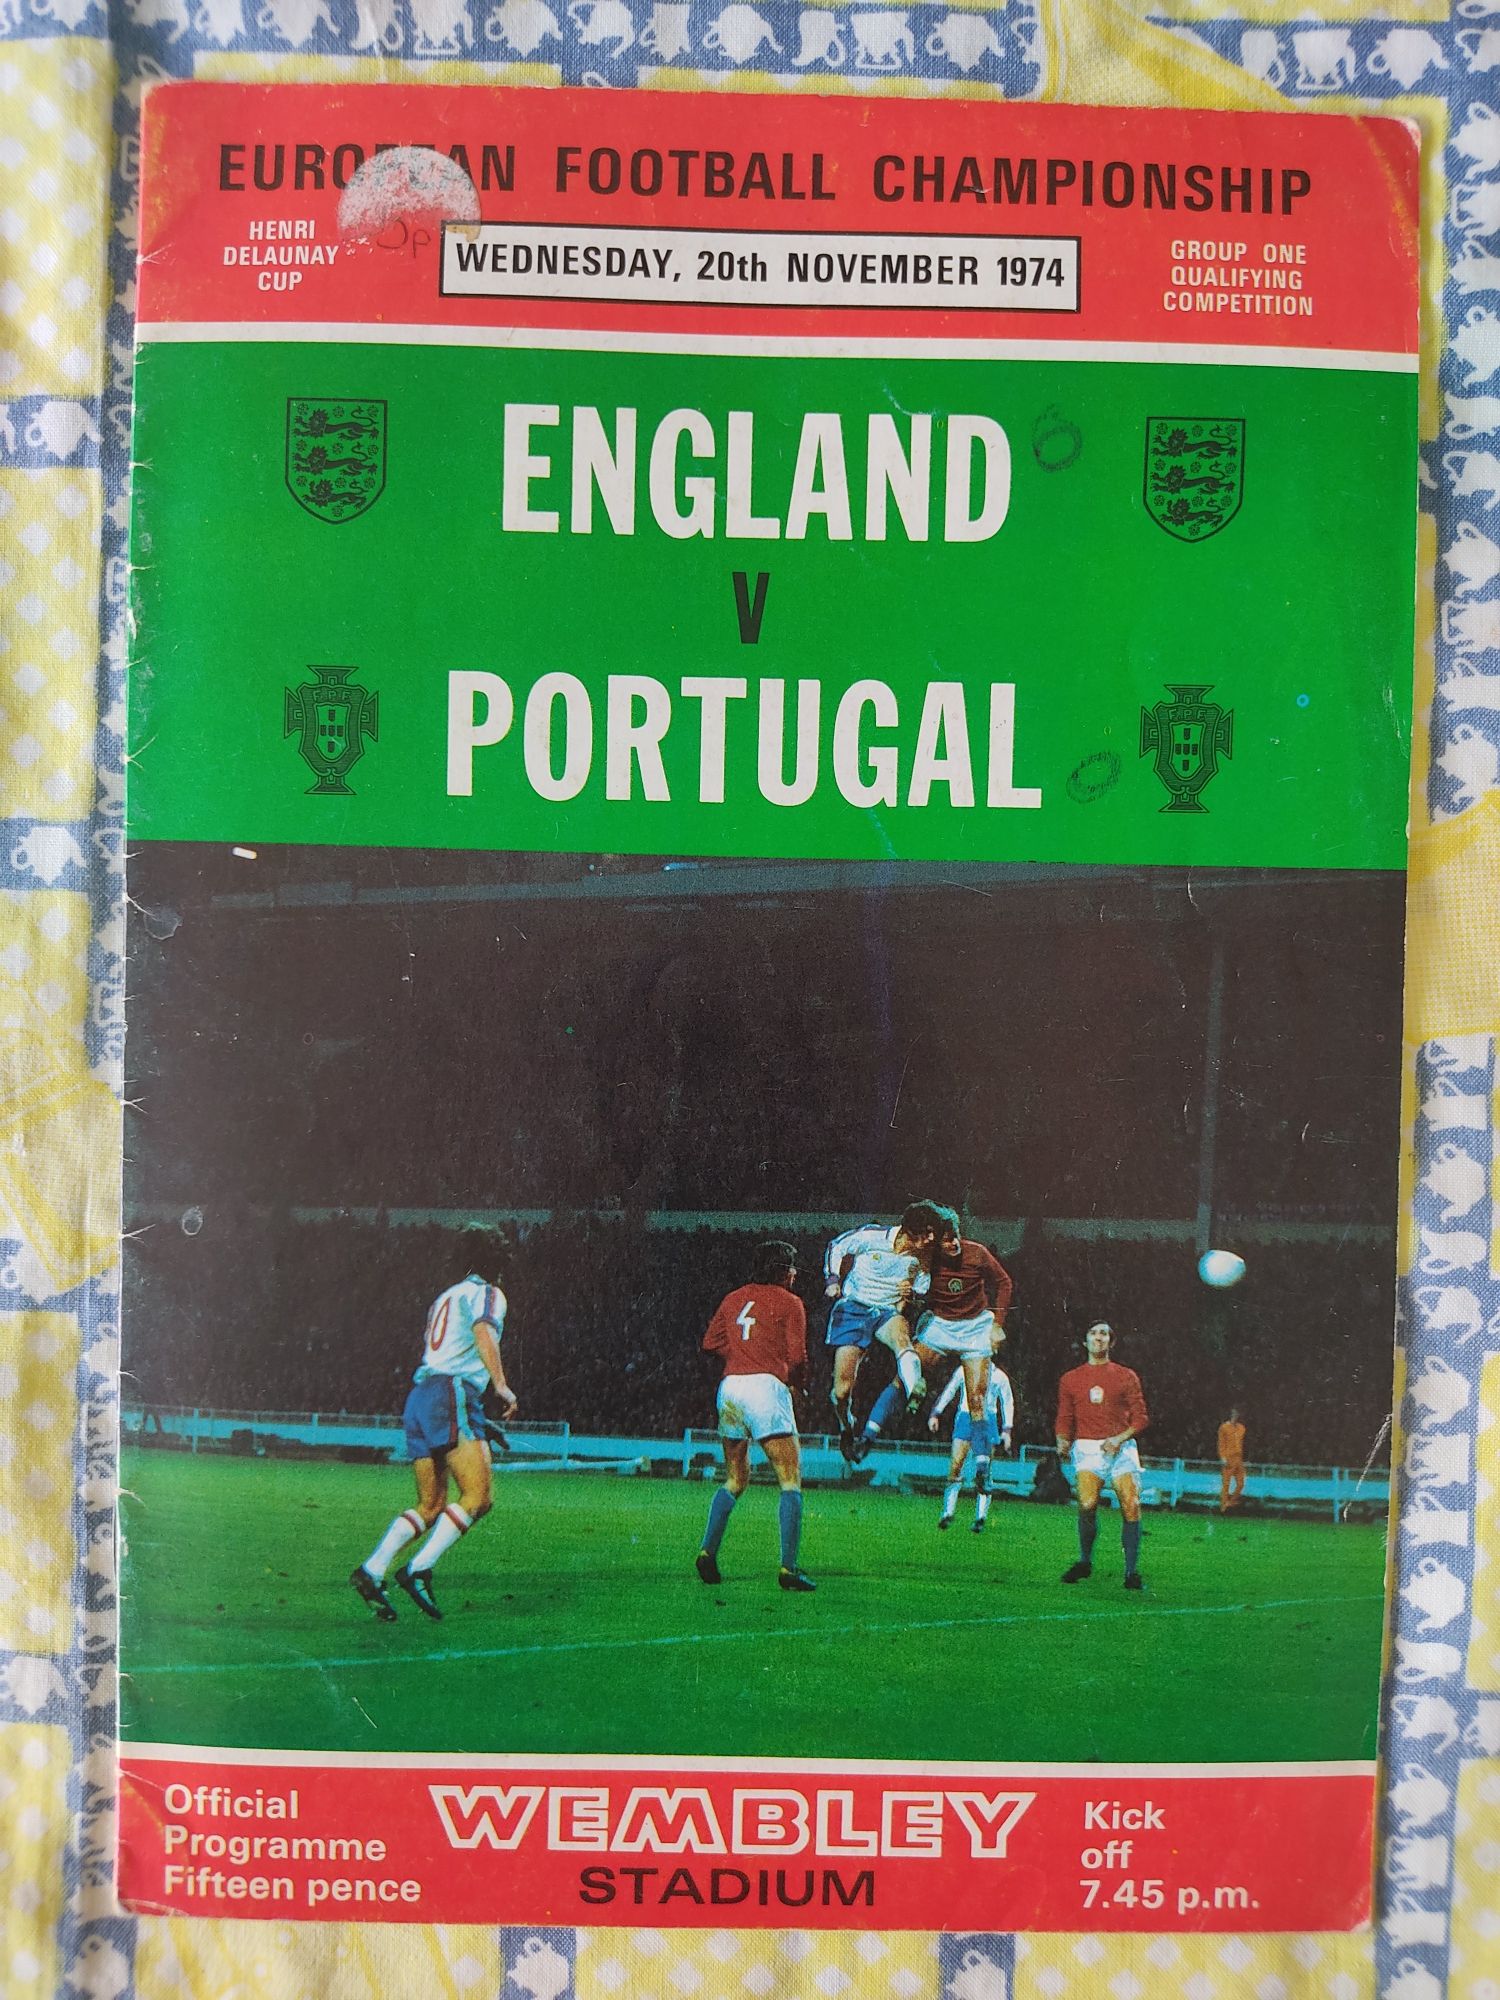 EUROPEAN FOOTBALL CHAMPIONSHIP
HENRI
DELAUNAY
CUP
WEDNESDAY, 20th NOVEMBER 1974
GROUP ONE
QUALIFYING
COMPETITION
ENGLAND
V
PORTUGAL
F.P.F.
F.P.F.
4
Official
Programme
Fifteen pence
WEMBLEY
STADIUM
Kick
off
7.45 p.m.